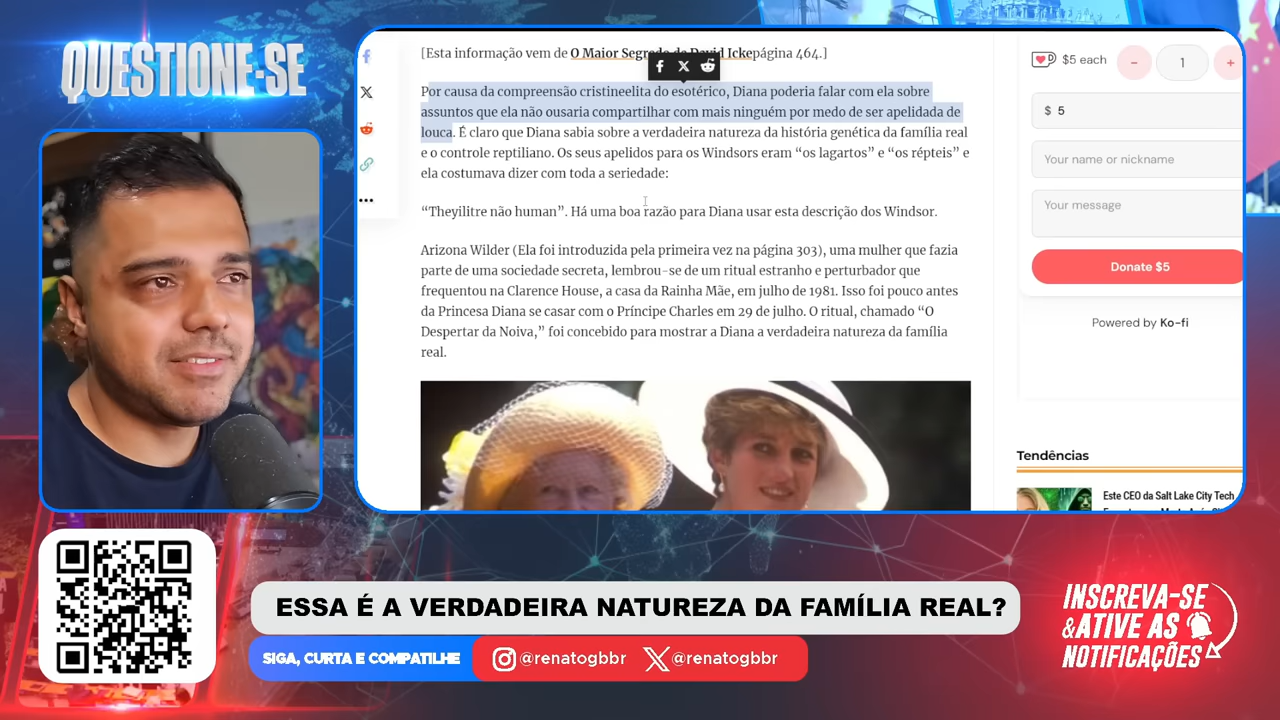 QUESTIONE-SE
[Esta informação vem de O Maior Segredo de David Ickepágina 464.]
Por causa da compreensão cristineelita do esotérico, Diana poderia falar com ela sobre
assuntos que ela não ousaria compartilhar com mais ninguém por medo de ser apelidada de
louca. É claro que Diana sabia sobre a verdadeira natureza da história genética da família real
e o controle reptiliano. Os seus apelidos para os Windsors eram “os lagartos” e “os répteis” e
ela costumava dizer com toda a seriedade:
“Theyilitre não human”. Há uma boa razão para Diana usar esta descrição dos Windsor.
Arizona Wilder (Ela foi introduzida pela primeira vez na página 303), uma mulher que fazia
parte de uma sociedade secreta, lembrou-se de um ritual estranho e perturbador que
frequentou na Clarence House, a casa da Rainha Mãe, em julho de 1981. Isso foi pouco antes
da Princesa Diana se casar com o Príncipe Charles em 29 de julho. O ritual, chamado “O
Despertar da Noiva,” foi concebido para mostrar a Diana a verdadeira natureza da família
real.
$5 each
- 1 +
$ 5
Your name or nickname
Your message
Donate $5
Powered by Ko-fi
Tendências
Este CEO da Salt Lake City Tech
ESSA É A VERDADEIRA NATUREZA DA FAMÍLIA REAL?
SIGA, CURTA E COMPATILHE
@renatogbbr
@renatogbbr
INSCREVA-SE
&ATIVE AS
NOTIFICAÇÕES